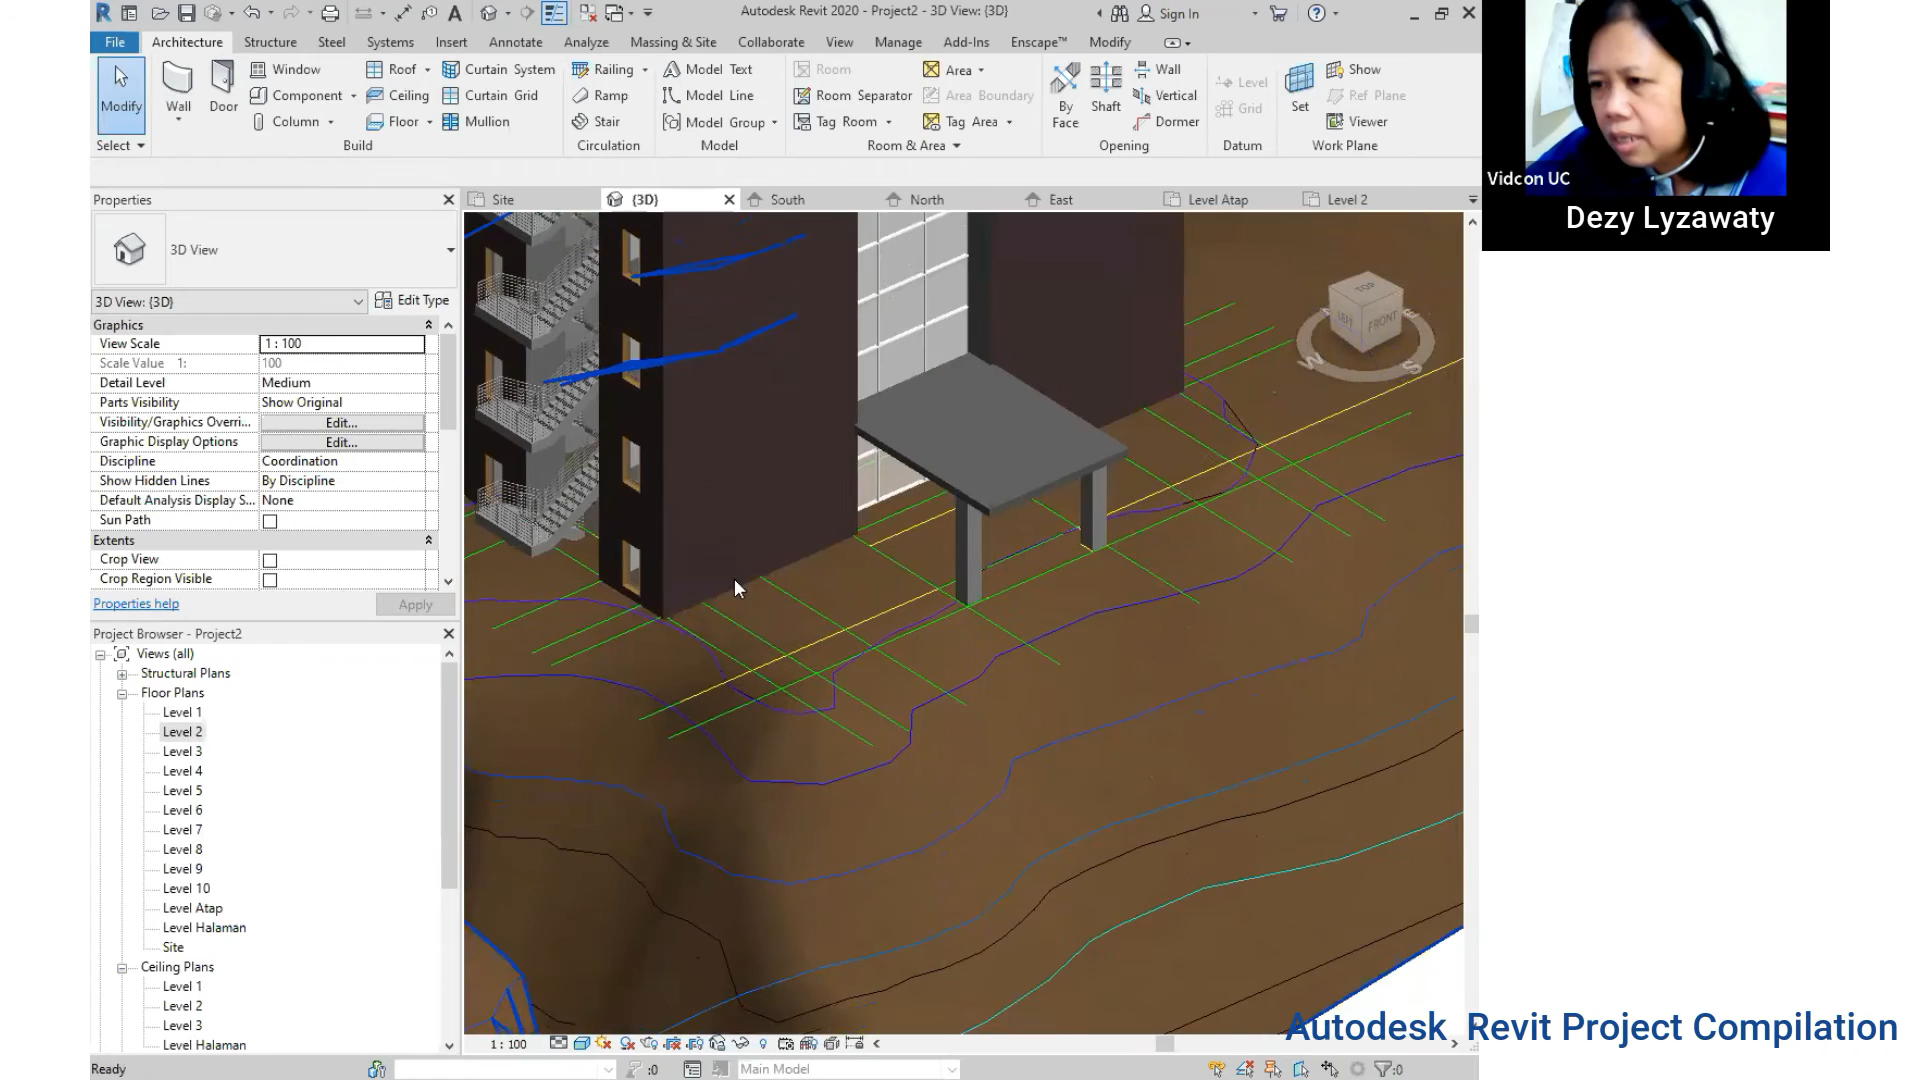 Autodesk Revit 2020 - Project2 - 3D View: {3D}
Sign In
File Architecture Structure Steel Systems Insert Annotate Analyze Massing & Site Collaborate View Manage Add-Ins Enscape™ Modify
Modify
Wall
Door
Window
Component
Column
Roof
Ceiling
Floor
Curtain System
Curtain Grid
Mullion
Railing
Ramp
Stair
Model Text
Model Line
Model Group
Room
Room Separator
Tag Room
Area
Area Boundary
Tag Area
By Face
Shaft
Wall
Vertical
Dormer
Level
Grid
Set
Show
Ref Plane
Viewer
Select Build Circulation Model Room & Area Opening Datum Work Plane
Properties
3D View
3D View: {3D}
Edit Type
Graphics
View Scale 1 : 100
Scale Value 1: 100
Detail Level Medium
Parts Visibility Show Original
Visibility/Graphics Overri... Edit...
Graphic Display Options Edit...
Discipline Coordination
Show Hidden Lines By Discipline
Default Analysis Display S... None
Sun Path
Extents
Crop View
Crop Region Visible
Properties help
Apply
Project Browser - Project2
Views (all)
Structural Plans
Floor Plans
Level 1
Level 2
Level 3
Level 4
Level 5
Level 6
Level 7
Level 8
Level 9
Level 10
Level Atap
Level Halaman
Site
Ceiling Plans
Level 1
Level 2
Level 3
Level Halaman
Site {3D} South North East Level Atap Level 2
TOP
LEFT
FRONT
W
S
1 : 100
Ready
:0
Main Model
:0
Vidcon UC
Dezy Lyzawaty
Autodesk Revit Project Compilation